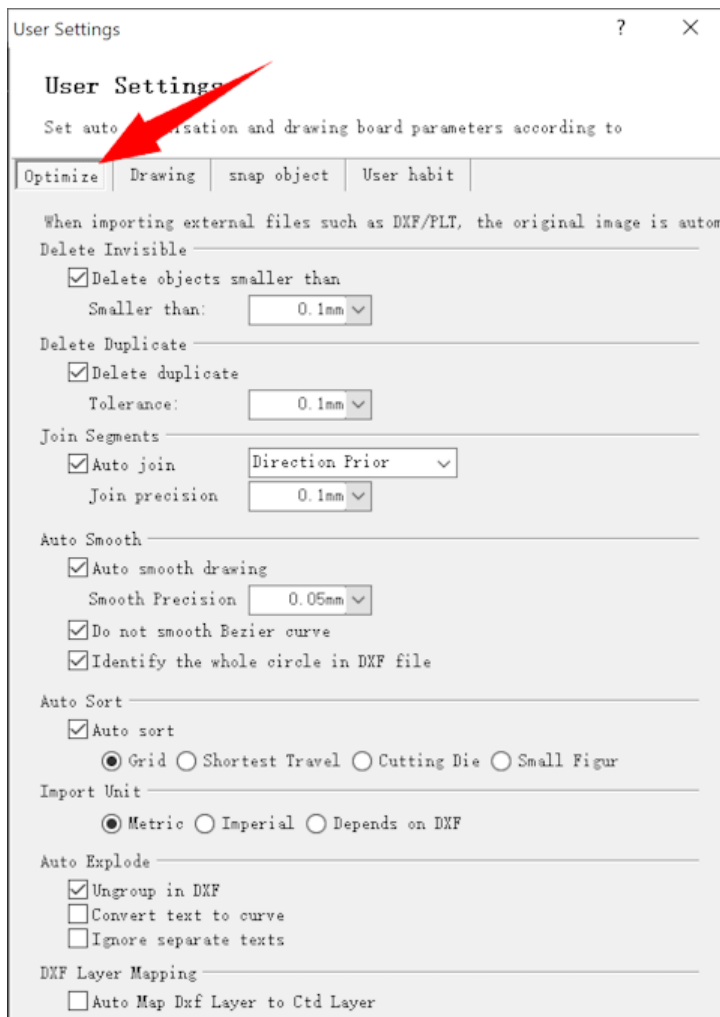 User Settings ? ×
User Settings
Set auto sation and drawing board parameters according to
Optimize Drawing snap object User habit
When importing external files such as DXF/PLT, the original image is autom
Delete Invisible
Delete objects smaller than
Smaller than: 0.1mm
Delete Duplicate
Delete duplicate
Tolerance: 0.1mm
Join Segments
Auto join Direction Prior
Join precision 0.1mm
Auto Smooth
Auto smooth drawing
Smooth Precision 0.05mm
Do not smooth Bezier curve
Identify the whole circle in DXF file
Auto Sort
Auto sort
Grid Shortest Travel Cutting Die Small Figur
Import Unit
Metric Imperial Depends on DXF
Auto Explode
Ungroup in DXF
Convert text to curve
Ignore separate texts
DXF Layer Mapping
Auto Map Dxf Layer to Ctd Layer